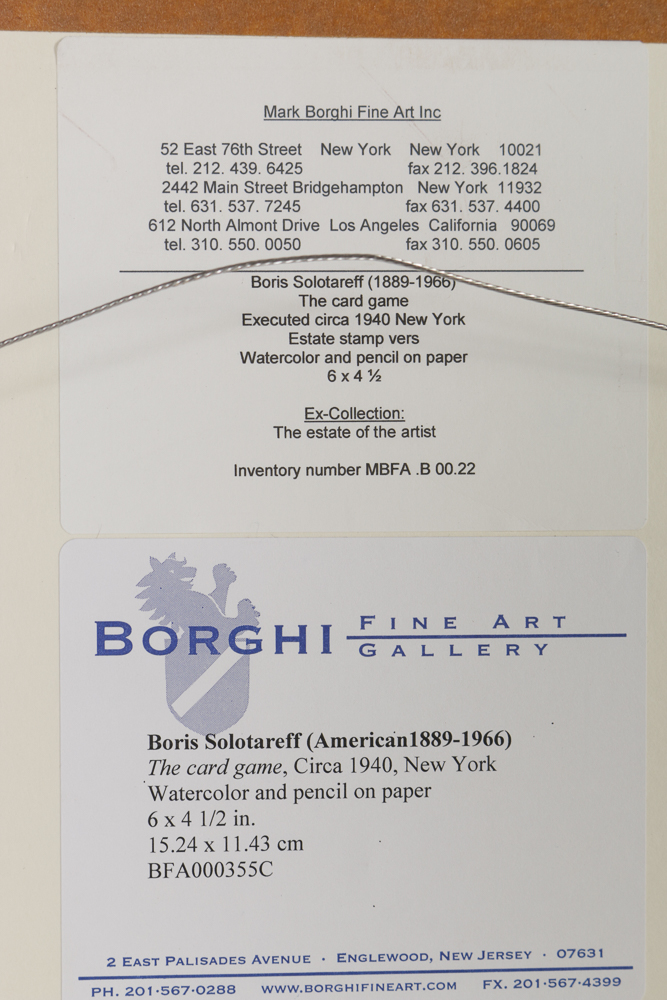 Mark Borghi Fine Art Inc
52 East 76th Street New York New York 10021
tel. 212. 439. 6425 fax 212. 396.1824
2442 Main Street Bridgehampton New York 11932
tel. 631. 537. 7245 fax 631. 537. 4400
612 North Almont Drive Los Angeles California 90069
tel. 310. 550. 0050 fax 310. 550. 0605
Boris Solotareff (1889-1966)
The card game
Executed circa 1940 New York
Estate stamp vers
Watercolor and pencil on paper
6 x 4 ½
Ex-Collection:
The estate of the artist
Inventory number MBFA .B 00.22
BORGHI FINE ART
GALLERY
Boris Solotareff (American1889-1966)
The card game, Circa 1940, New York
Watercolor and pencil on paper
6 x 4 1/2 in.
15.24 x 11.43 cm
BFA000355C
2 EAST PALISADES AVENUE · ENGLEWOOD, NEW JERSEY · 07631
PH. 201·567·0288 WWW.BORGHIFINEART.COM FX. 201·567·4399